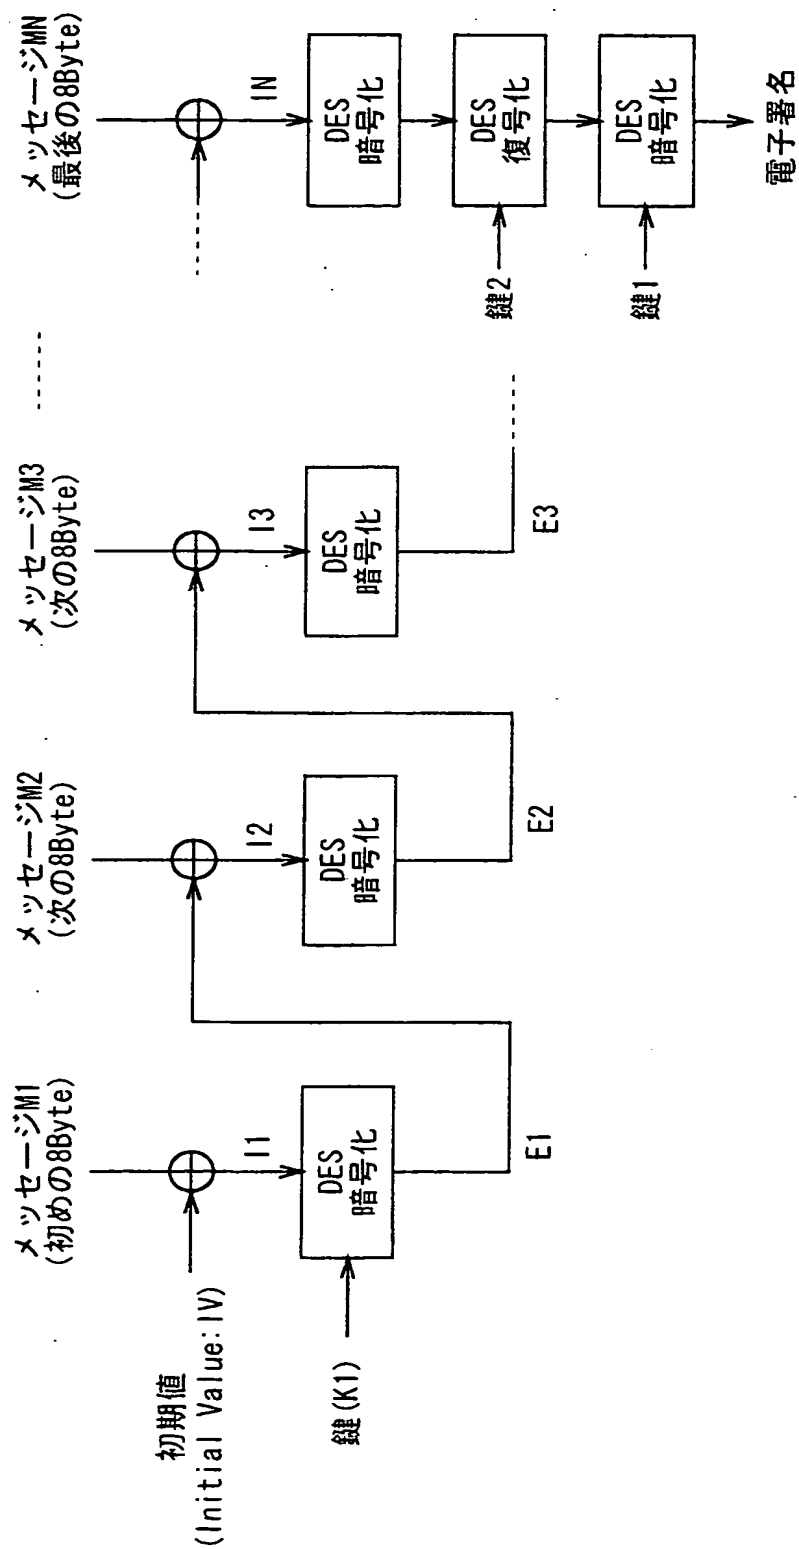 メッセージM1
(初めの8Byte)
メッセージM2
(次の8Byte)
メッセージM3
(次の8Byte)
メッセージMN
(最後の8Byte)
初期値
(Initial Value:IV)
I1
I2
I3
IN
鍵(K1)
DES
暗号化
DES
暗号化
DES
暗号化
DES
暗号化
E1
E2
E3
鍵2
DES
復号化
鍵1
DES
暗号化
電子署名